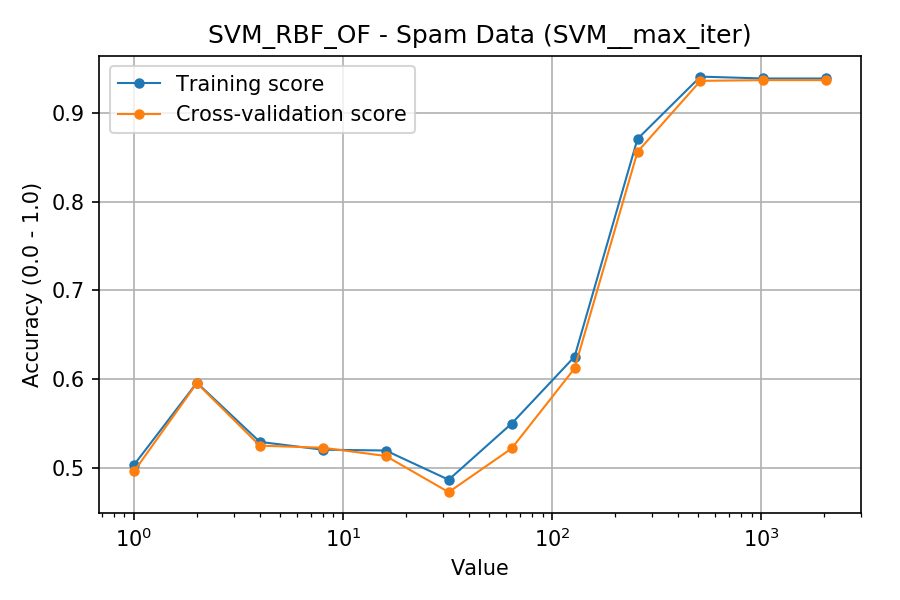 SVM_RBF_OF - Spam Data (SVM__max_iter)
Training score
Cross-validation score
Accuracy (0.0 - 1.0)
0.9
0.8
0.7
0.6
0.5
10⁰ 10¹ 10² 10³
Value